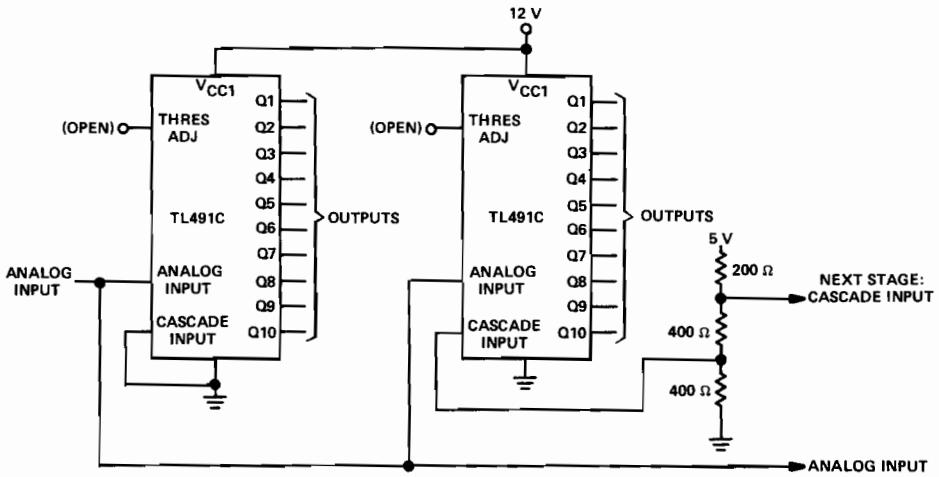 12 V
VCC1
(OPEN)
THRES
ADJ
Q1
Q2
Q3
Q4
Q5
Q6
Q7
Q8
Q9
Q10
TL491C
OUTPUTS
ANALOG
INPUT
ANALOG
INPUT
CASCADE
INPUT
VCC1
(OPEN)
THRES
ADJ
Q1
Q2
Q3
Q4
Q5
Q6
Q7
Q8
Q9
Q10
TL491C
OUTPUTS
ANALOG
INPUT
CASCADE
INPUT
5 V
200 Ω
NEXT STAGE:
CASCADE INPUT
400 Ω
400 Ω
ANALOG INPUT